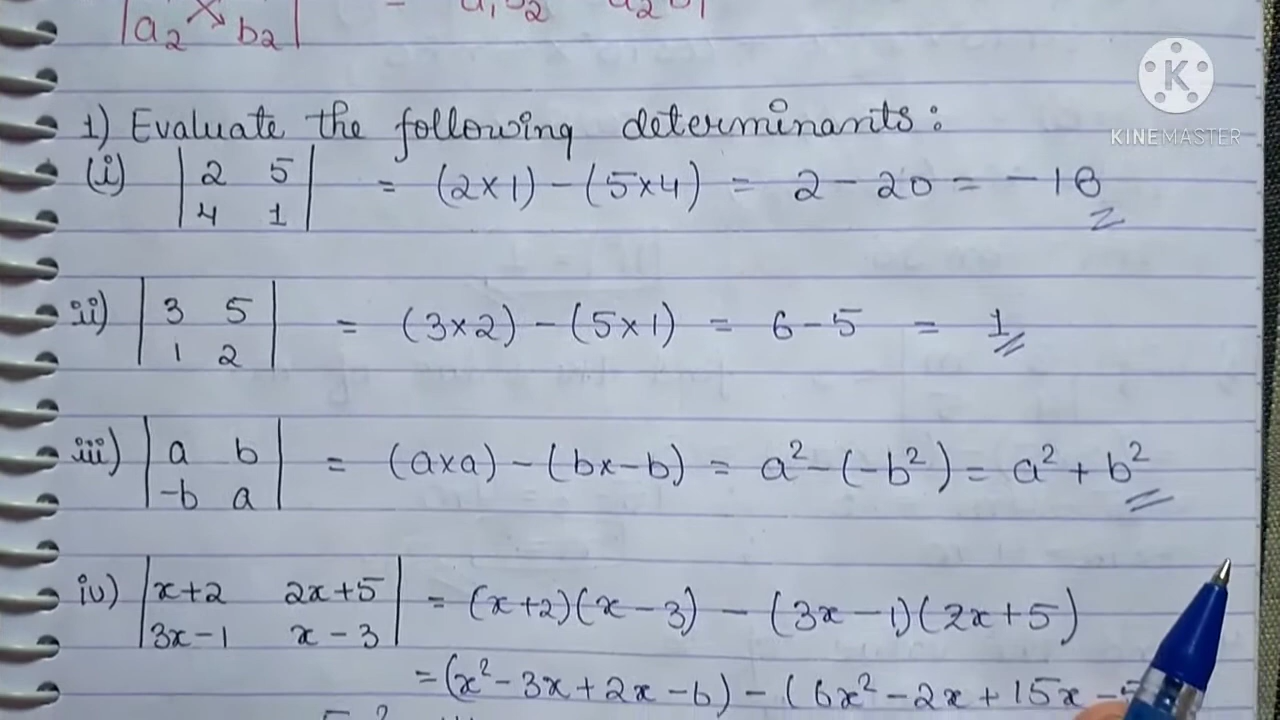 |a₂ b₂|
KINEMASTER
1) Evaluate the following determinants:
(i) |2 5| = (2×1) - (5×4) = 2 - 20 = -18
|4 1|
ii) |3 5| = (3×2) - (5×1) = 6 - 5 = 1
|1 2|
iii) |a b| = (a×a) - (b×-b) = a² - (-b²) = a² + b²
|-b a|
iv) |x+2 2x+5| = (x+2)(x-3) - (3x-1)(2x+5)
|3x-1 x-3|
= (x² - 3x + 2x - 6) - (6x² - 2x + 15x -